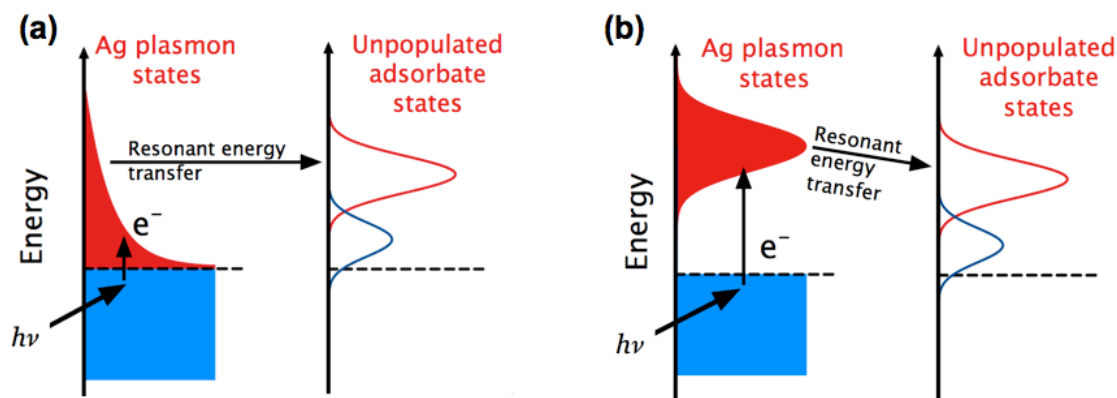 (a)
Ag plasmon
states
Unpopulated
adsorbate
states
Energy
Resonant energy
transfer
e⁻
hν
(b)
Ag plasmon
states
Unpopulated
adsorbate
states
Energy
Resonant
energy
transfer
e⁻
hν